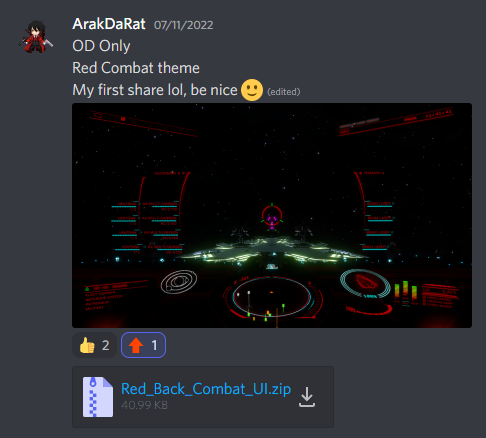 ArakDaRat 07/11/2022
OD Only
Red Combat theme
My first share lol, be nice (edited)
2 1
Red_Back_Combat_UI.zip
40.99 KB